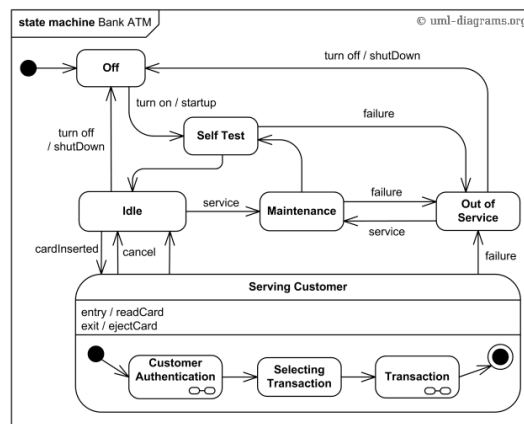 state machine Bank ATM
© uml-diagrams.org
Off
turn off / shutDown
turn on / startup
failure
Self Test
turn off
/ shutDown
Idle
service
Maintenance
failure
service
Out of
Service
cardInserted
cancel
failure
Serving Customer
entry / readCard
exit / ejectCard
Customer
Authentication
Selecting
Transaction
Transaction